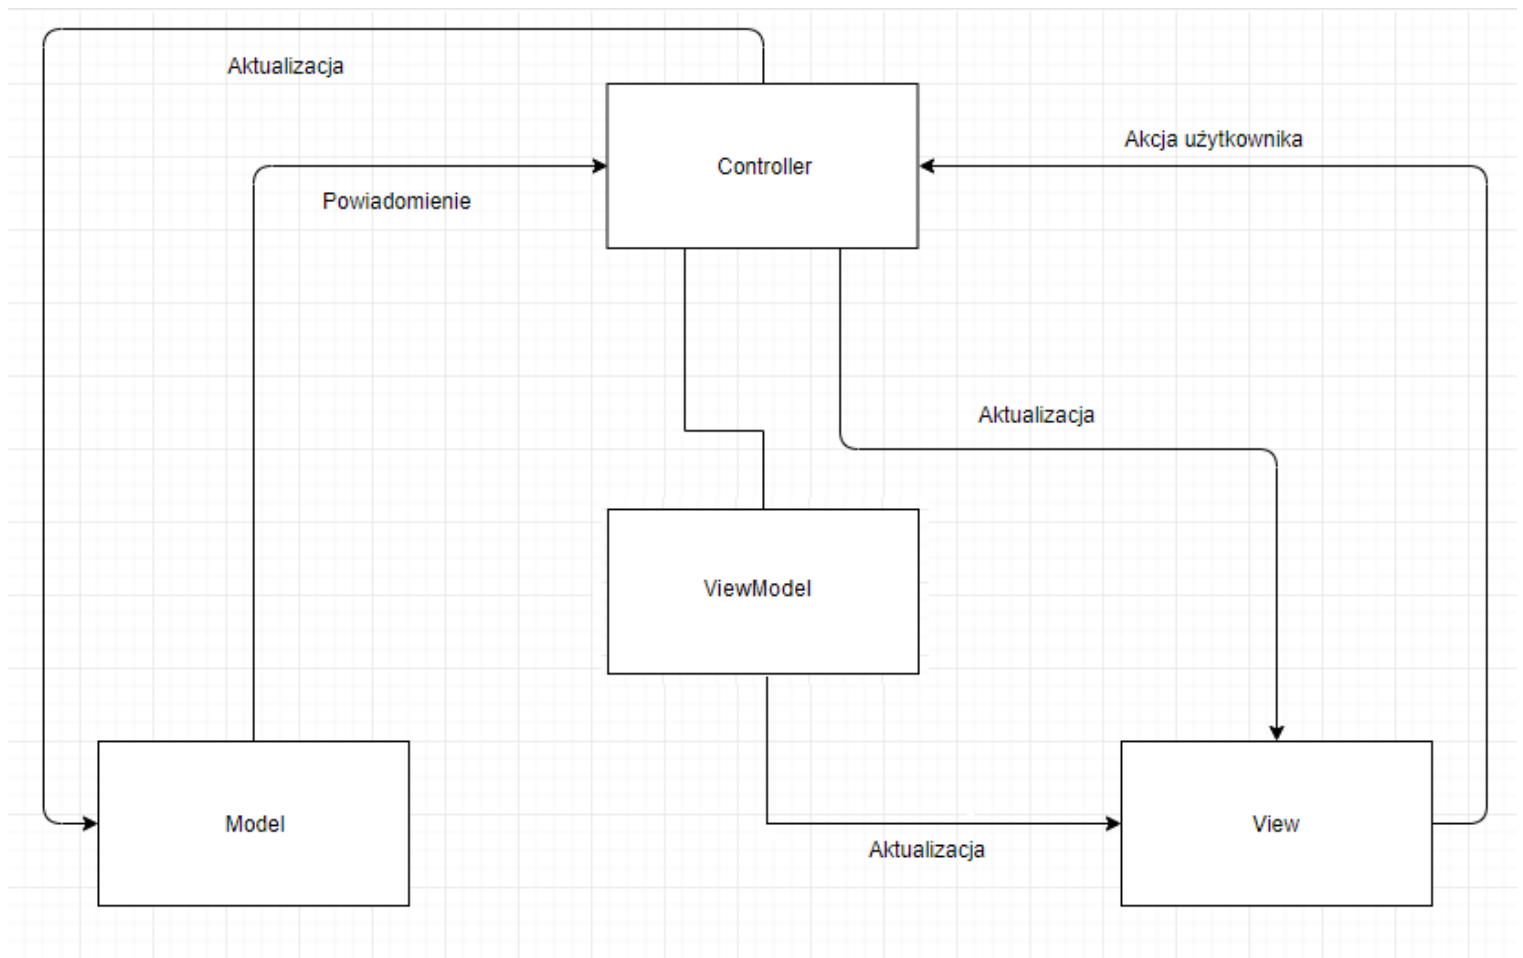 Aktualizacja
Akcja użytkownika
Controller
Powiadomienie
Aktualizacja
ViewModel
Model
View
Aktualizacja